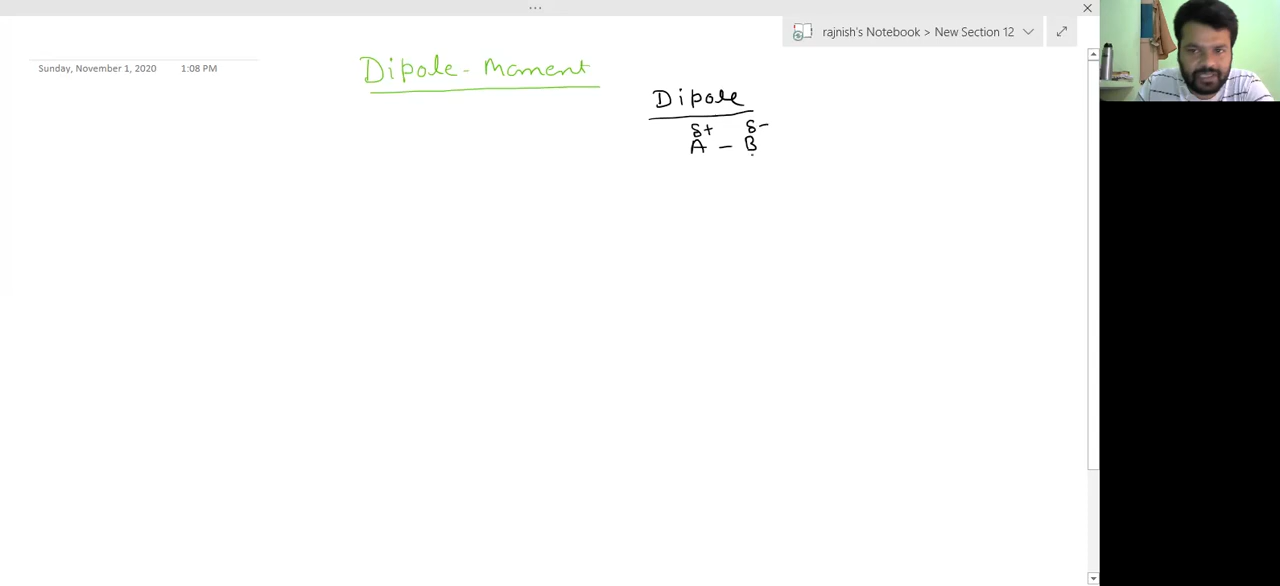 rajnish's Notebook > New Section 12
Sunday, November 1, 2020 1:08 PM
Dipole - Moment
Dipole
δ+ δ-
A - B